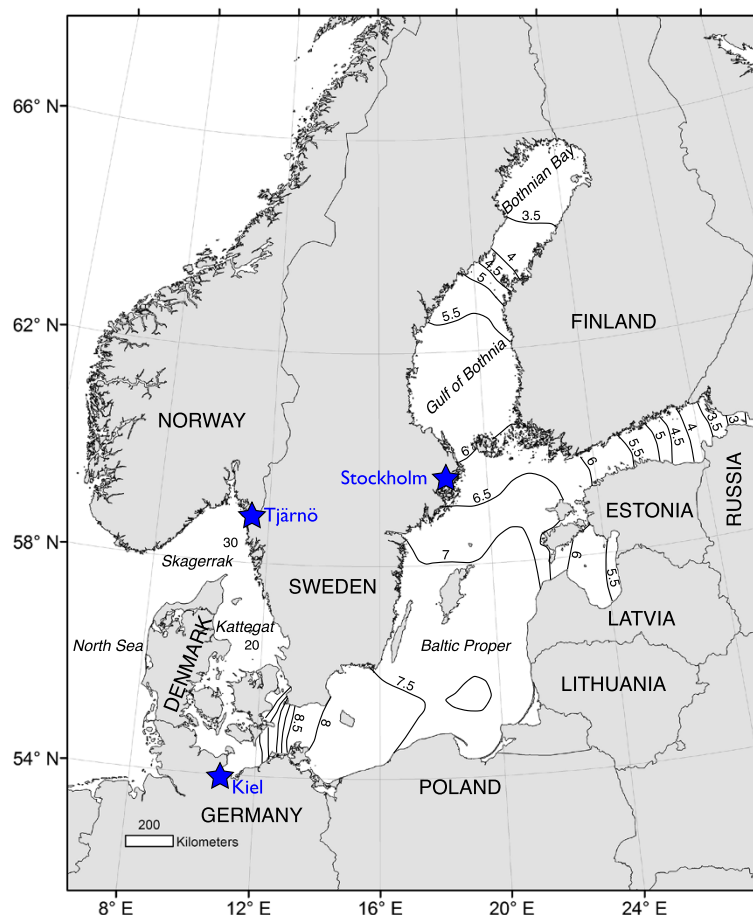 66° N
Bothnian Bay
3.5
4
4.5
5
5.5
62° N
FINLAND
Gulf of Bothnia
NORWAY
6
3
3.5
4
4.5
5
5.5
6
Stockholm
RUSSIA
6.5
Tjärnö
ESTONIA
30
58° N
7
6
5.5
Skagerrak
SWEDEN
LATVIA
Kattegat
North Sea
20
Baltic Proper
DENMARK
7.5
LITHUANIA
8.5
8
54° N
Kiel
POLAND
GERMANY
200
Kilometers
8° E
12° E
16° E
20° E
24° E